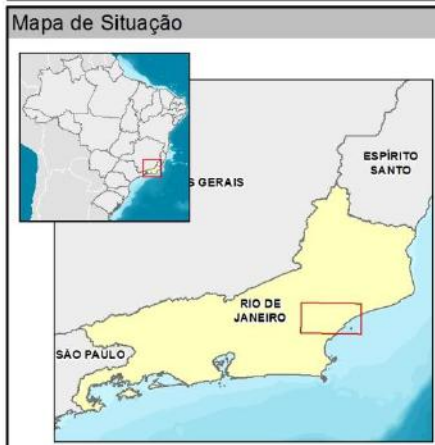 Mapa de Situação
ESPÍRITO
SANTO
S GERAIS
RIO DE
JANEIRO
SÃO PAULO